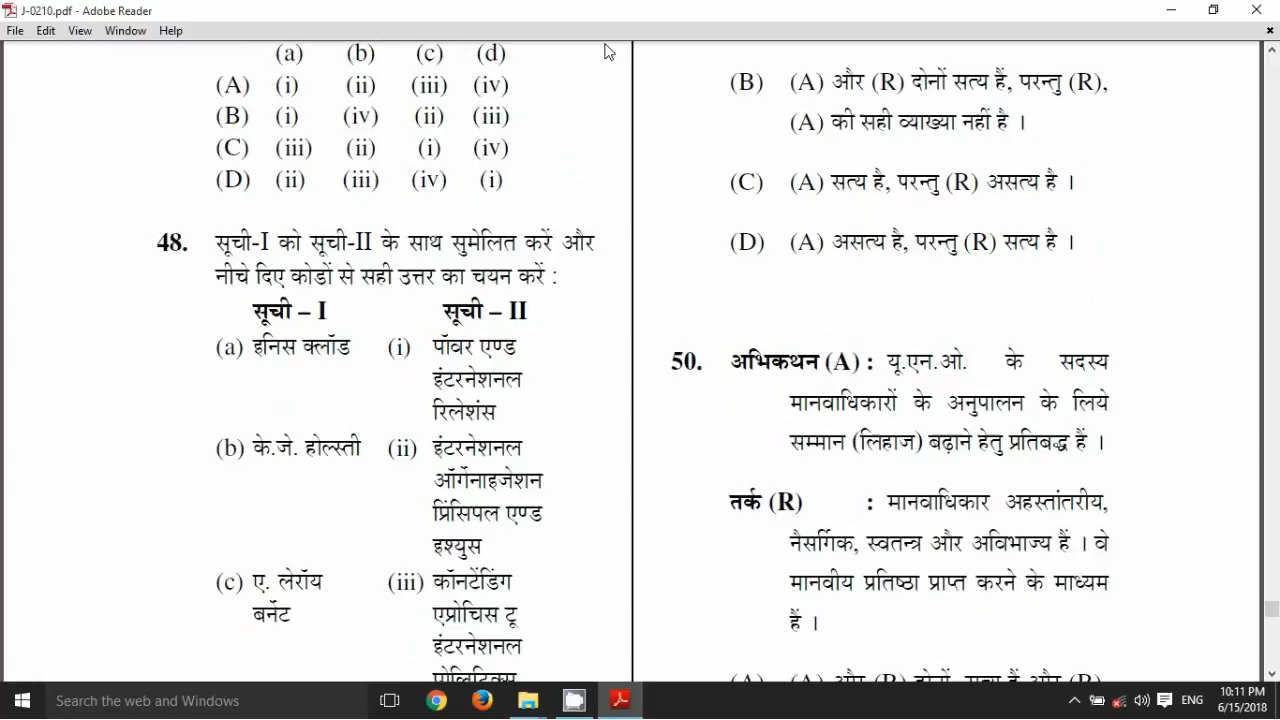 J-0210.pdf - Adobe Reader
File Edit View Window Help
(a) (b) (c) (d)
(A) (i) (ii) (iii) (iv)
(B) (i) (iv) (ii) (iii)
(C) (iii) (ii) (i) (iv)
(D) (ii) (iii) (iv) (i)
48. सूची-I को सूची-II के साथ सुमेलित करें और
नीचे दिए कोडों से सही उत्तर का चयन करें :
सूची – I सूची – II
(a) इनिस क्लॉड (i) पॉवर एण्ड
इंटरनेशनल
रिलेशंस
(b) के.जे. होल्स्ती (ii) इंटरनेशनल
ऑर्गेनाइजेशन
प्रिंसिपल एण्ड
इश्युस
(c) ए. लेरॉय (iii) कॉनटेंडिंग
बर्नेट एप्रोचिस टू
इंटरनेशनल
पोलिटिक्स
(B) (A) और (R) दोनों सत्य हैं, परन्तु (R),
(A) की सही व्याख्या नहीं है ।
(C) (A) सत्य है, परन्तु (R) असत्य है ।
(D) (A) असत्य है, परन्तु (R) सत्य है ।
50. अभिकथन (A) : यू.एन.ओ. के सदस्य
मानवाधिकारों के अनुपालन के लिये
सम्मान (लिहाज) बढ़ाने हेतु प्रतिबद्ध हैं ।
तर्क (R) : मानवाधिकार अहस्तांतरीय,
नैसर्गिक, स्वतन्त्र और अविभाज्य हैं । वे
मानवीय प्रतिष्ठा प्राप्त करने के माध्यम
हैं ।
(A) (A) और (R) दोनों सत्य हैं और (R)
Search the web and Windows
ENG
10:11 PM
6/15/2018